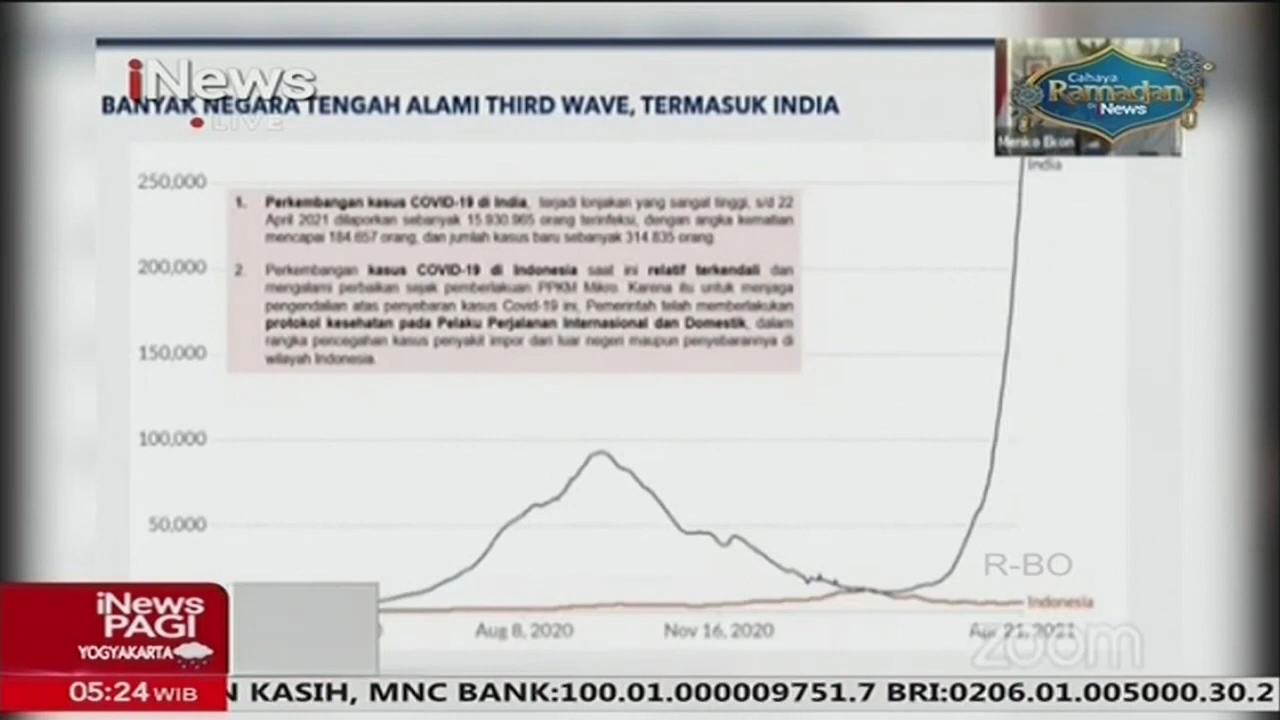 iNews
LIVE
Cahaya
Ramadan
di iNews
Menko Ekon
BANYAK NEGARA TENGAH ALAMI THIRD WAVE, TERMASUK INDIA
India
250,000
200,000
150,000
100,000
50,000
1. Perkembangan kasus COVID-19 di India, terjadi lonjakan yang sangat tinggi, s/d 22
April 2021 dilaporkan sebanyak 15.930.965 orang terinfeksi, dengan angka kematian
mencapai 184.657 orang, dan jumlah kasus baru sebanyak 314.835 orang
2. Perkembangan kasus COVID-19 di Indonesia saat ini relatif terkendali dan
mengalami perbaikan sejak pemberlakuan PPKM Mikro. Karena itu untuk menjaga
pengendalian atas penyebaran kasus Covid-19 ini, Pemerintah telah memberlakukan
protokol kesehatan pada Pelaku Perjalanan Internasional dan Domestik, dalam
rangka pencegahan kasus penyakit impor dari luar negeri maupun penyebarannya di
wilayah Indonesia.
R-BO
Indonesia
Aug 8, 2020
Nov 16, 2020
Apr 21, 2021
zoom
iNews
PAGI
YOGYAKARTA
05:24 WIB
N KASIH, MNC BANK:100.01.000009751.7 BRI:0206.01.005000.30.2